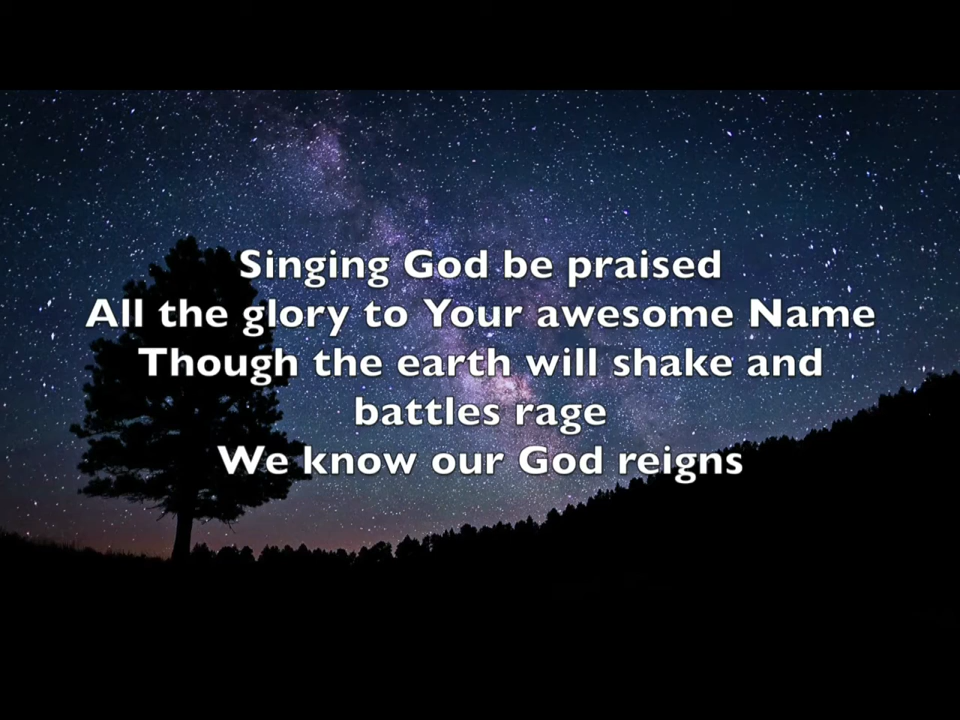 Singing God be praised
All the glory to Your awesome Name
Though the earth will shake and
battles rage
We know our God reigns